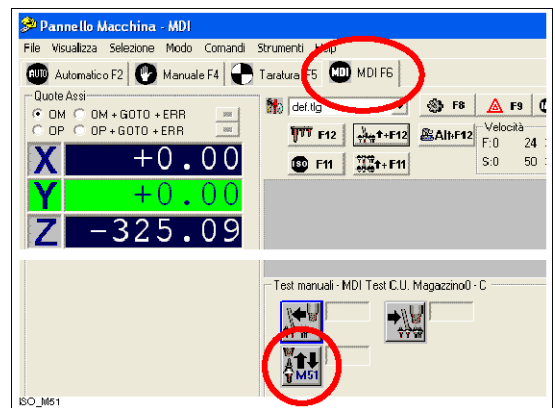 Pannello Macchina - MDI
File Visualizza Selezione Modo Comandi Strumenti Help
AUTO Automatico F2 Manuale F4 Taratura F5 MDI MDI F6
Quote Assi
OM OM + GOTO + ERR
OP OP + GOTO + ERR
def.tlg F8 F9
F12 +F12 Alt+F12 Velocità
F:0 24
ISO F11 +F11 S:0 50
X +0.00
Y +0.00
Z -325.09
Test manuali - MDI Test C.U. Magazzino0 - C
M51
ISO_M51